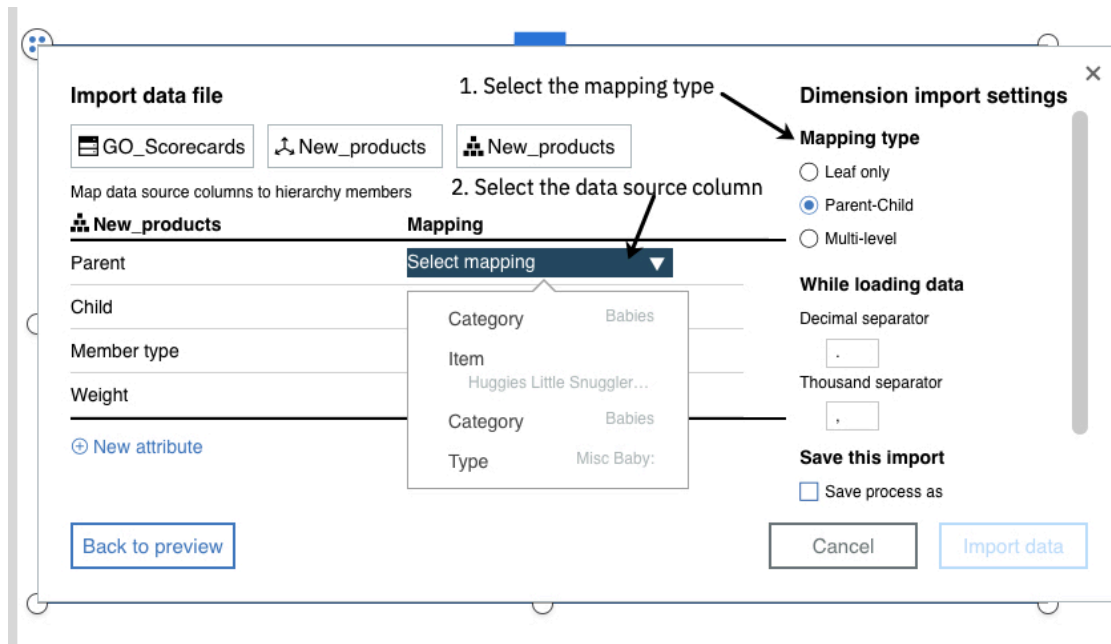 1. Select the mapping type
Import data file
GO_Scorecards
New_products
New_products
Map data source columns to hierarchy members
2. Select the data source column
New_products
Mapping
Parent
Select mapping
Child
Member type
Weight
Category
Babies
Item
Huggies Little Snuggler...
Category
Babies
Type
Misc Baby:
New attribute
Back to preview
Dimension import settings
Mapping type
Leaf only
Parent-Child
Multi-level
While loading data
Decimal separator
.
Thousand separator
,
Save this import
Save process as
Cancel
Import data